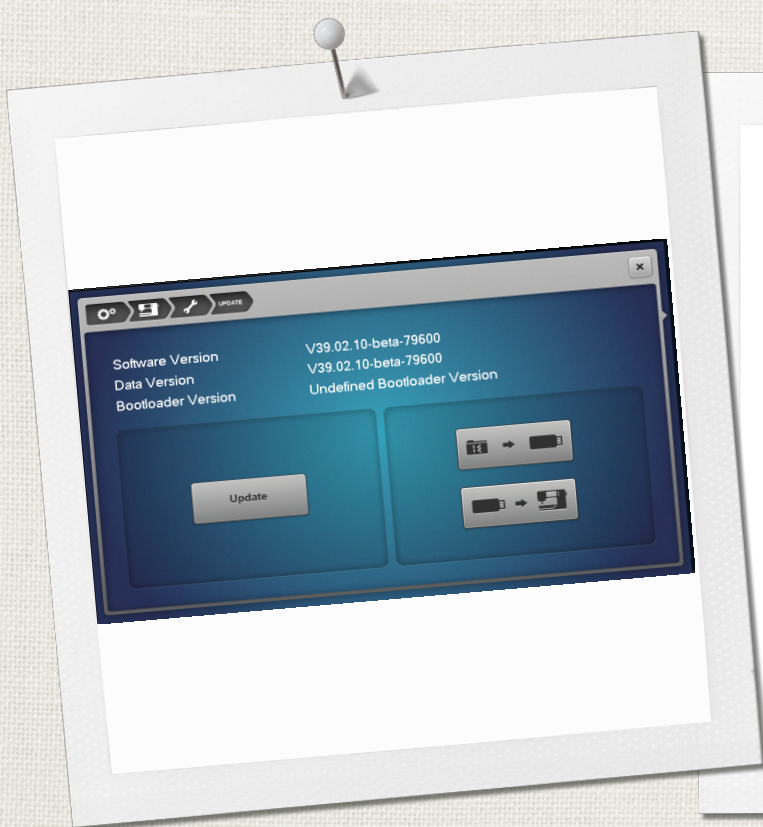 UPDATE
Software Version V39.02.10-beta-79600
Data Version V39.02.10-beta-79600
Bootloader Version Undefined Bootloader Version
Update